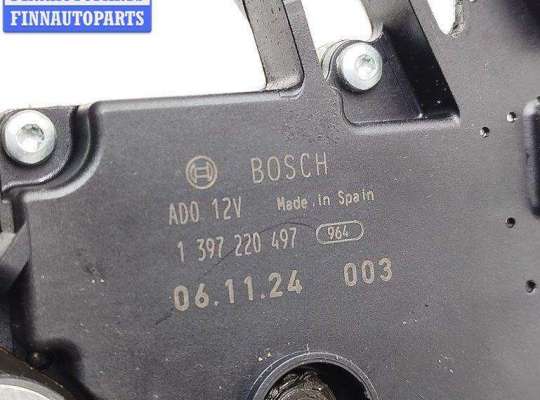 FINNAUTOPARTS
BOSCH
ADO 12V Made in Spain
1 397 220 497 964
06.11.24 003